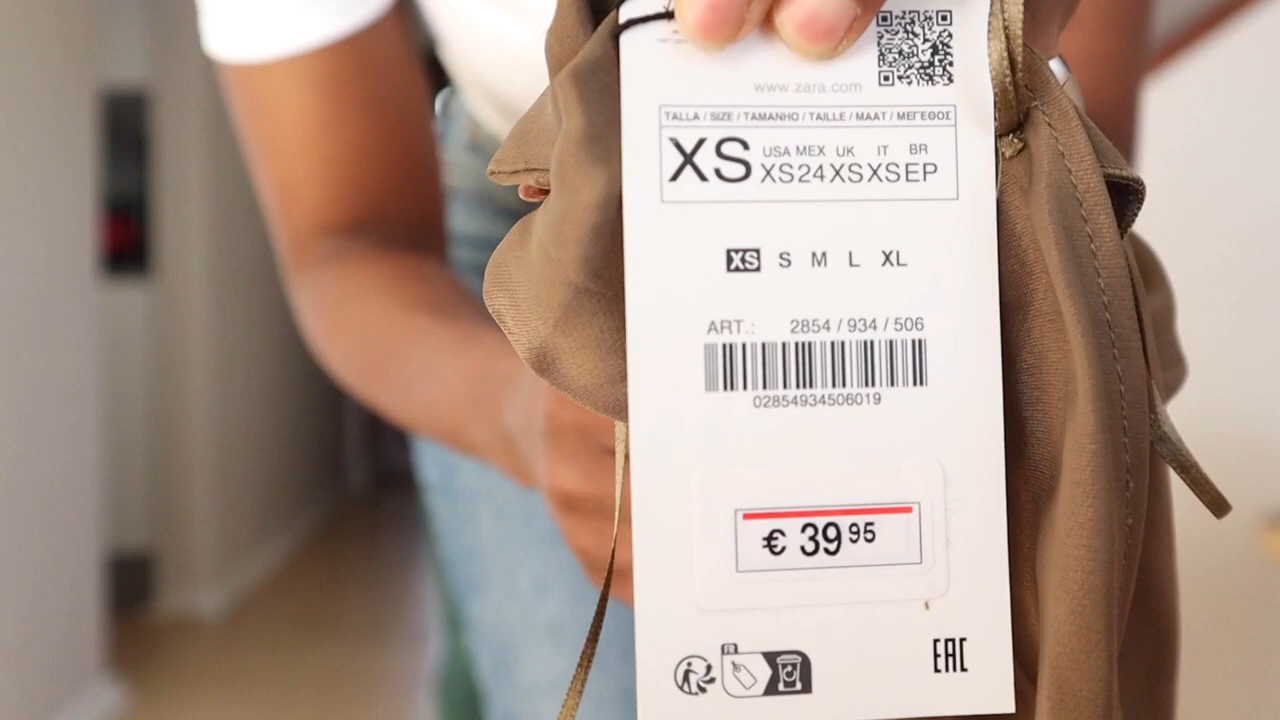 www.zara.com
TALLA / SIZE / TAMANHO / TAILLE / MAAT / ΜΕΓΕΘΟΣ
XS USA MEX UK IT BR
XS 24 XS XS EP
XS S M L XL
ART.: 2854 / 934 / 506
02854934506019
€ 39 95
FR
EAC